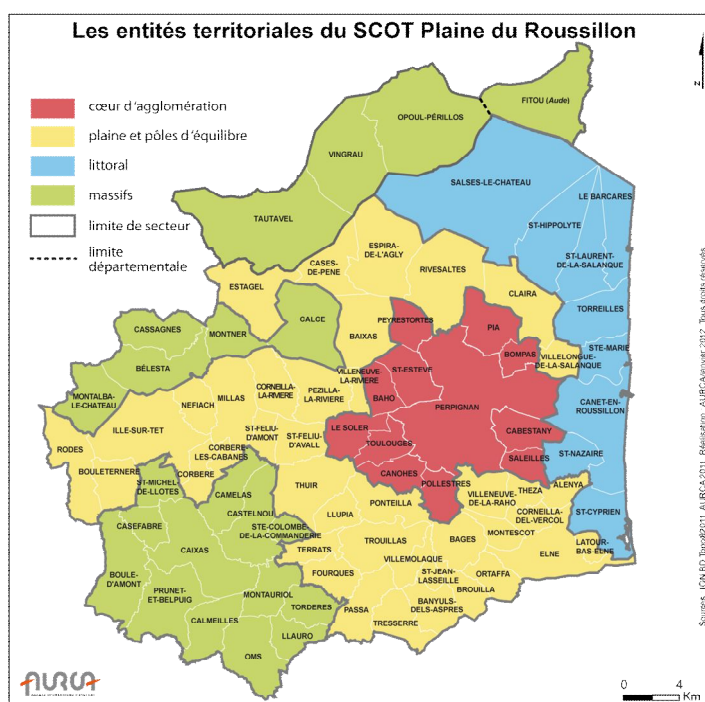 Les entités territoriales du SCOT Plaine du Roussillon
cœur d'agglomération
plaine et pôles d'équilibre
littoral
massifs
limite de secteur
limite
départementale
N
FITOU (Aude)
OPOUL-PÉRILLOS
VINGRAU
TAUTAVEL
SALSES-LE-CHATEAU
LE BARCARES
ST-HIPPOLYTE
ST-LAURENT-
DE-LA-SALANQUE
ESPIRA-
DE-L'AGLY
CASES-
DE-PENE
RIVESALTES
ESTAGEL
CLAIRA
TORREILLES
CALCE
PEYRESTORTES
PIA
CASSAGNES
MONTNER
BAIXAS
BOMPAS
STE-MARIE
VILLELONGUE-
DE-LA-SALANQUE
BÉLESTA
VILLENEUVE-
LA-RIVIERE
ST-ESTEVE
MONTALBA-
LE-CHATEAU
CORNELLA-
LA-RIVIERE
PEZILLA-
LA-RIVIERE
BAHO
MILLAS
NEFIACH
PERPIGNAN
CANET-EN-
ROUSSILLON
ILLE-SUR-TET
ST-FELIU-
D'AMONT
ST-FELIU-
D'AVALL
LE SOLER
TOULOUGES
CABESTANY
RODES
CORBERE
LES-CABANES
SALEILLES
ST-NAZAIRE
BOULETERNERE
CORBERE
CANOHES
POLLESTRES
ST-MICHEL
DE-LLOTES
THUIR
CAMELAS
PONTEILLA
VILLENEUVE-
DE-LA-RAHO
THEZA
ALENYA
CASTELNOU
LLUPIA
CORNEILLA-
DEL-VERCOL
ST-CYPRIEN
CASEFABRE
STE-COLOMBE-
DE-LA-COMMANDERIE
TROUILLAS
BAGES
MONTESCOT
LATOUR-
BAS-ELNE
CAIXAS
TERRATS
VILLEMOLAQUE
ELNE
BOULE-
D'AMONT
FOURQUES
ST-JEAN-
LASSEILLE
ORTAFFA
PRUNET-
ET-BELPUIG
MONTAURIOL
BROUILLA
TORDERES
PASSA
BANYULS-
DELS-ASPRES
CALMEILLES
TRESSERRE
LLAURO
OMS
AURCA
0 4
Km